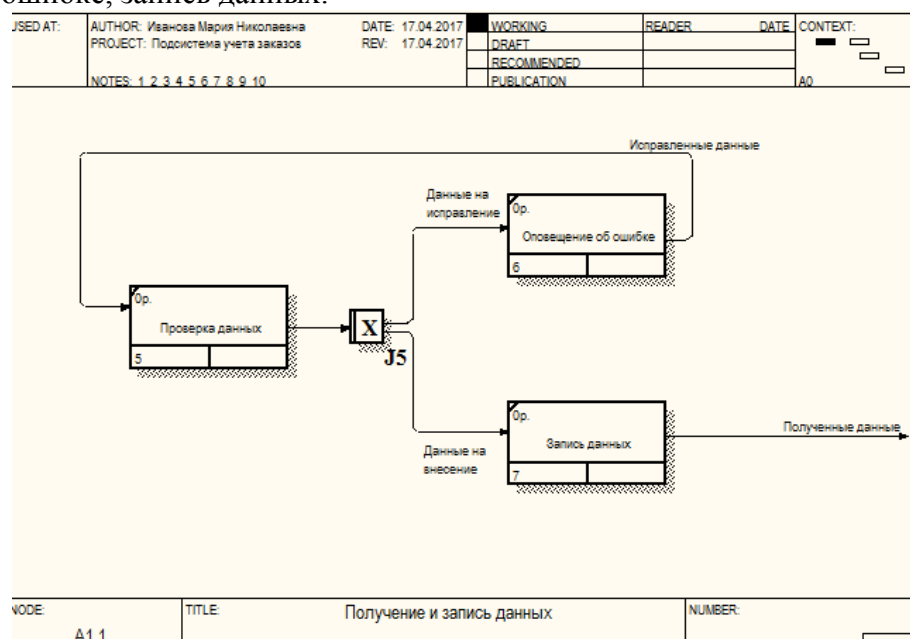 ошибке, запись данных.
USED AT:
AUTHOR: Иванова Мария Николаевна
DATE: 17.04.2017
PROJECT: Подсистема учета заказов
REV: 17.04.2017
NOTES: 1 2 3 4 5 6 7 8 9 10
WORKING
DRAFT
RECOMMENDED
PUBLICATION
READER
DATE
CONTEXT:
A0
Исправленные данные
Данные на
исправление
0р.
Оповещение об ошибке
6
0р.
Проверка данных
5
X
J5
0р.
Запись данных
7
Данные на
внесение
Полученные данные
NODE:
A1.1
TITLE:
Получение и запись данных
NUMBER: